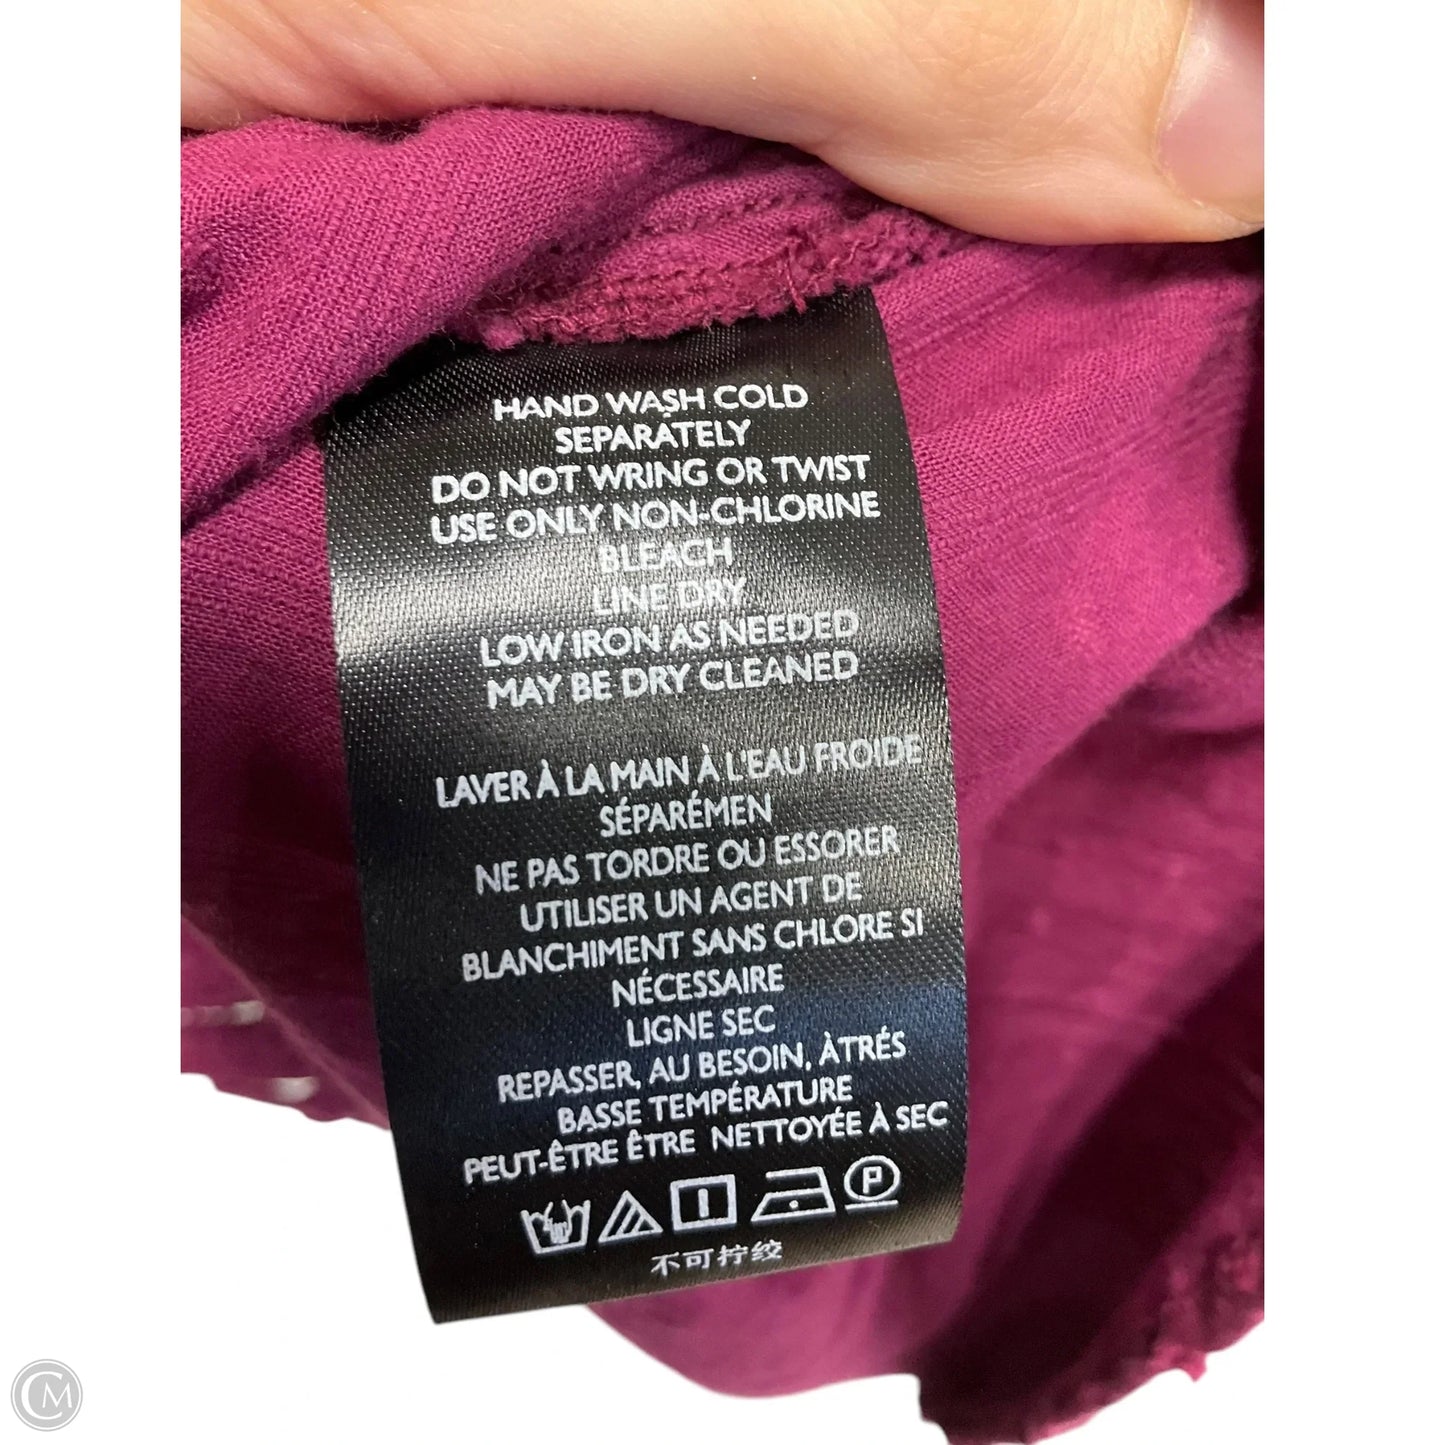 HAND WASH COLD
SEPARATELY
DO NOT WRING OR TWIST
USE ONLY NON-CHLORINE
BLEACH
LINE DRY
LOW IRON AS NEEDED
MAY BE DRY CLEANED
LAVER À LA MAIN À L'EAU FROIDE
SÉPARÉMEN
NE PAS TORDRE OU ESSORER
UTILISER UN AGENT DE
BLANCHIMENT SANS CHLORE SI
NÉCESSAIRE
LIGNE SEC
REPASSER, AU BESOIN, ÀTRÉS
BASSE TEMPÉRATURE
PEUT-ÊTRE ÊTRE NETTOYÉE À SEC
P
不可拧绞
CM